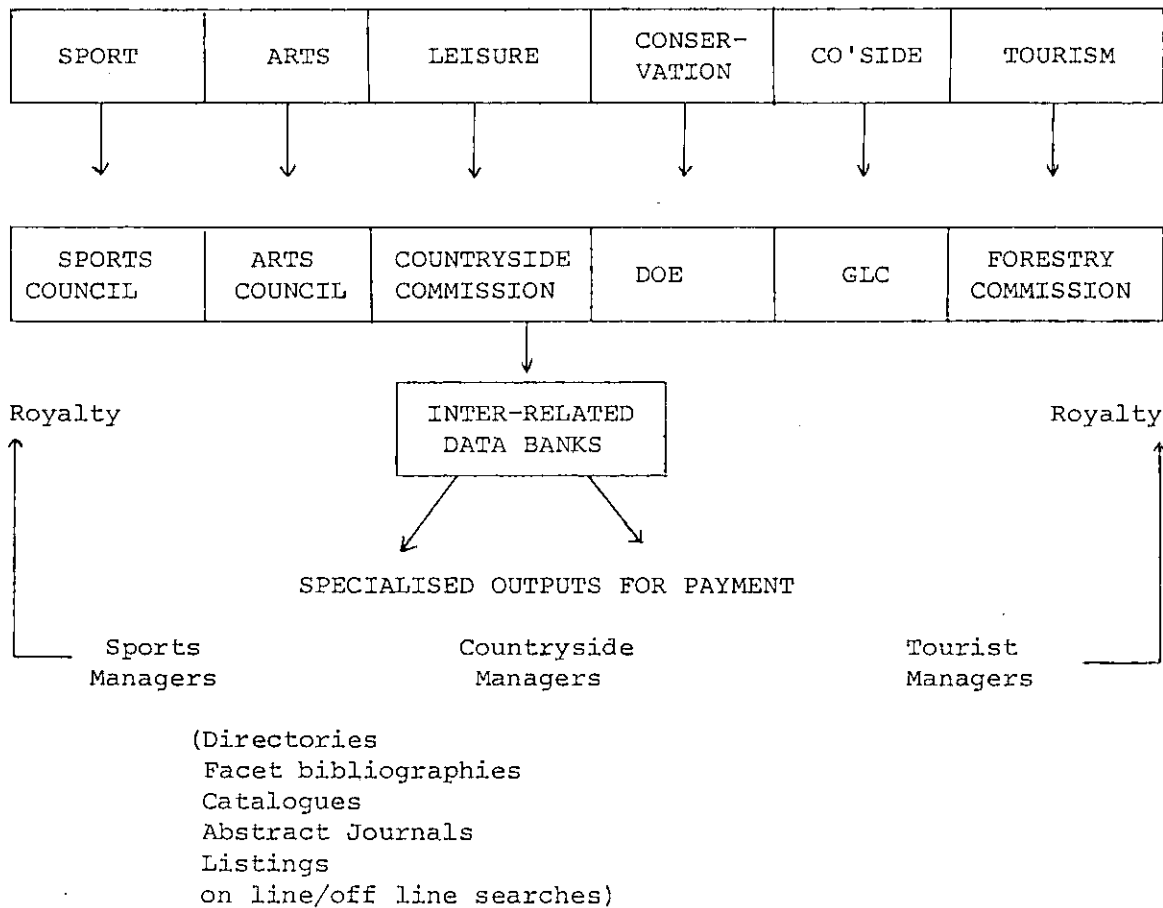 SPORT ARTS LEISURE CONSER- CO'SIDE TOURISM
VATION
SPORTS ARTS COUNTRYSIDE DOE GLC FORESTRY
COUNCIL COUNCIL COMMISSION COMMISSION
Royalty INTER-RELATED Royalty
DATA BANKS
SPECIALISED OUTPUTS FOR PAYMENT
Sports Countryside Tourist
Managers Managers Managers
(Directories
Facet bibliographies
Catalogues
Abstract Journals
Listings
on line/off line searches)